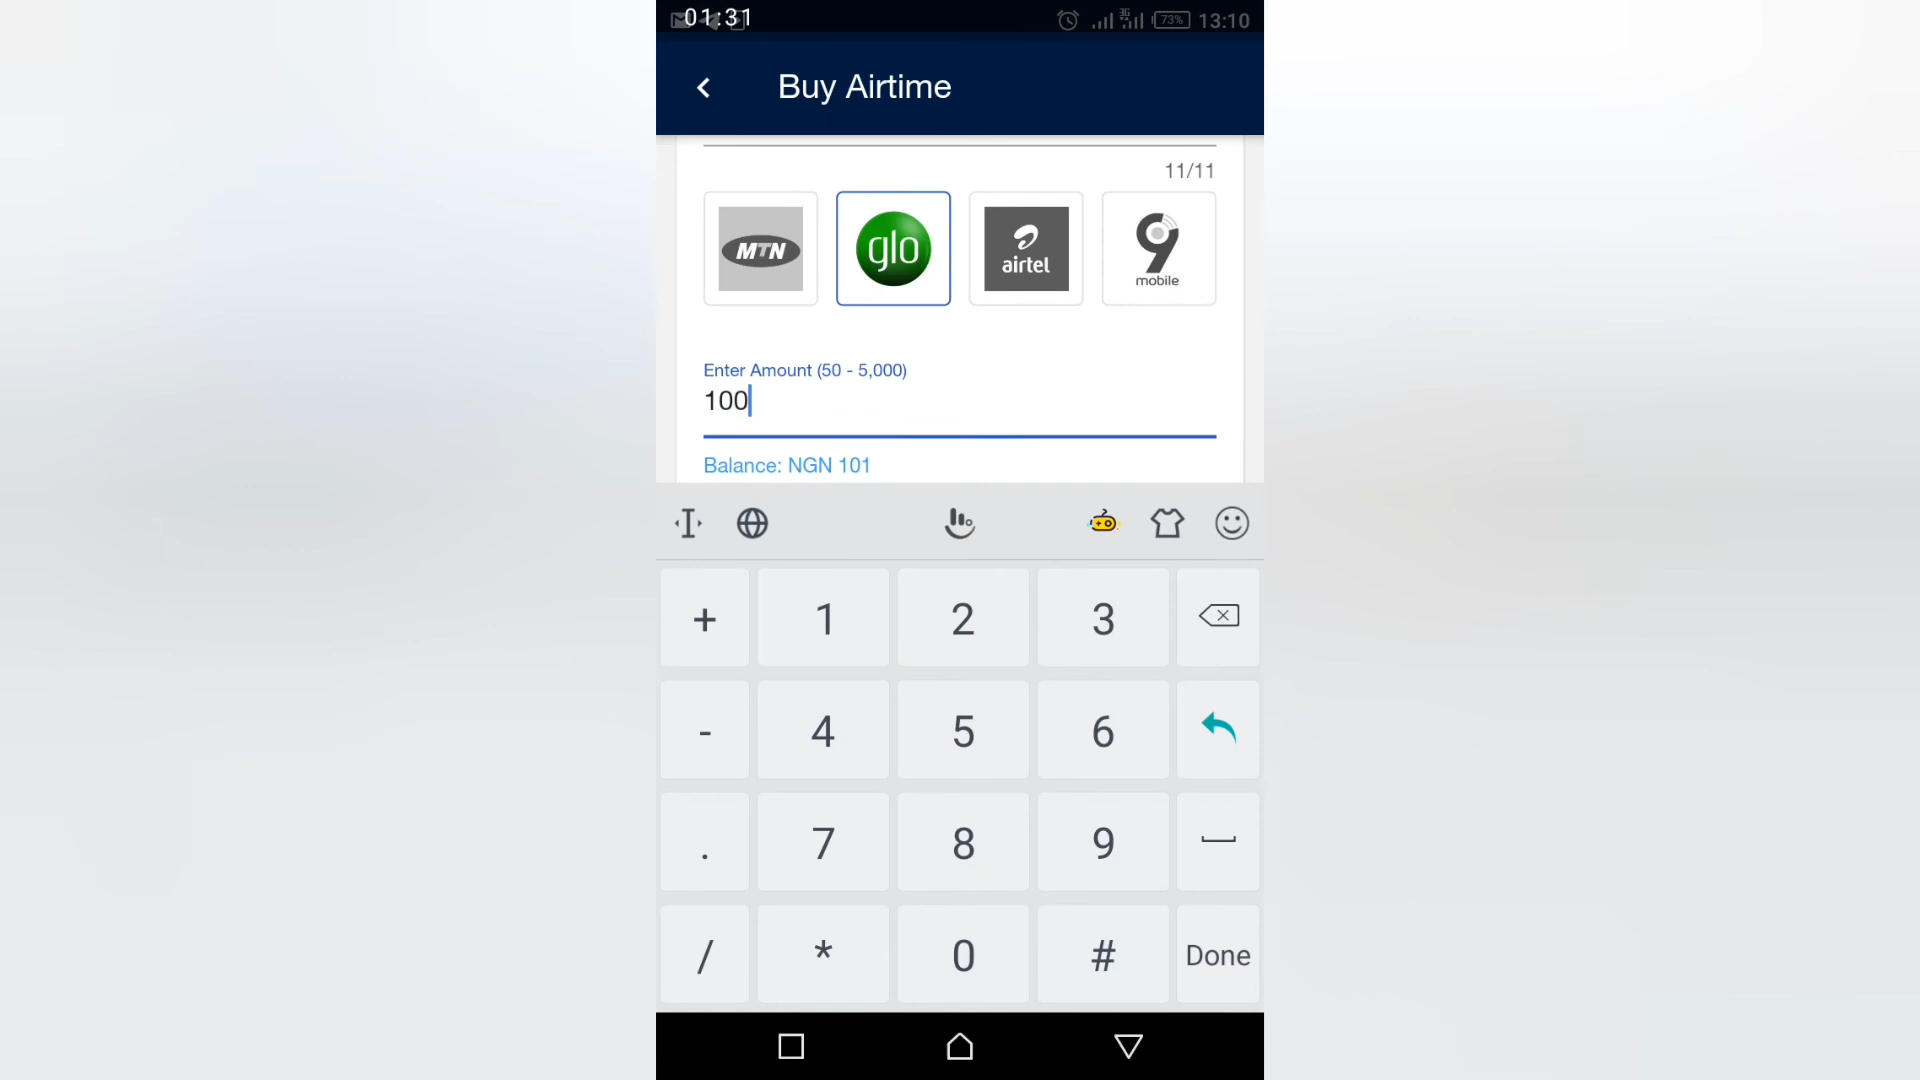 01:31
3G
73%
13:10
Buy Airtime
11/11
MTN
glo
airtel
9
mobile
Enter Amount (50 - 5,000)
100
Balance: NGN 101
+ 1 2 3
- 4 5 6
. 7 8 9
/ * 0 # Done